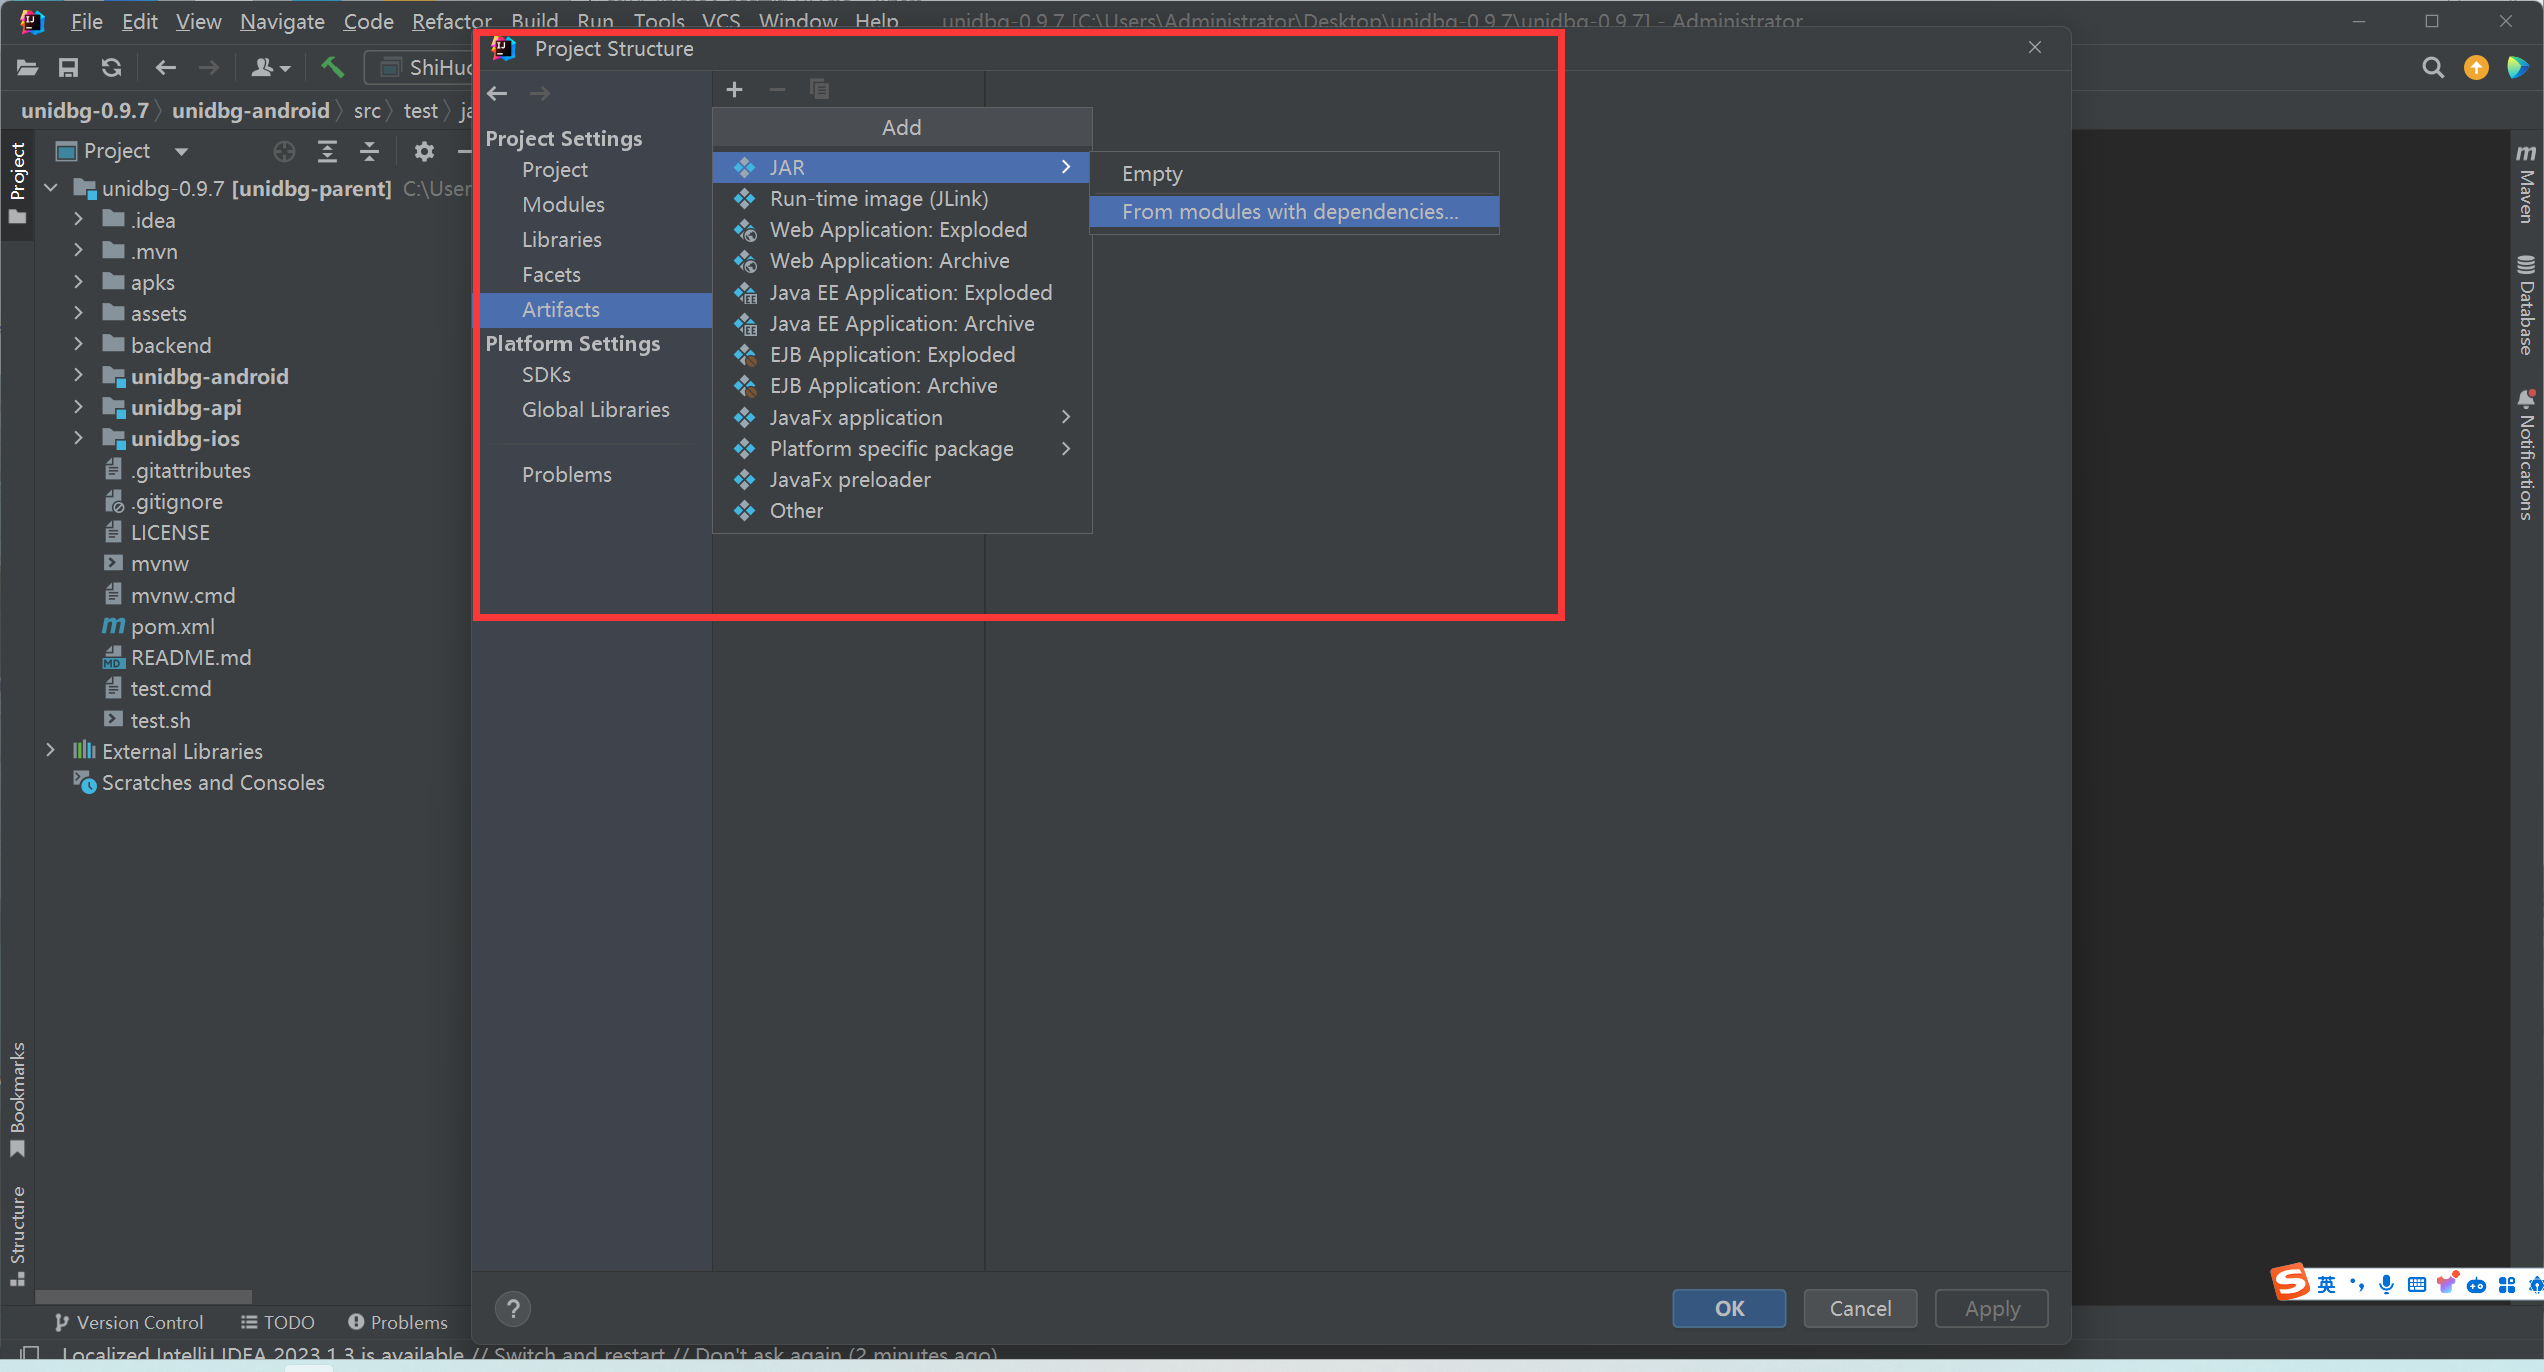 File Edit View Navigate Code Refactor Build Run Tools VCS Window Help unidbg-0.9.7 [C:\Users\Administrator\Desktop\unidbg-0.9.7\unidbg-0.9.7] - Administrator
ShiHuo
unidbg-0.9.7 unidbg-android src test
Project
Project
unidbg-0.9.7 [unidbg-parent] C:\User
.idea
.mvn
apks
assets
backend
unidbg-android
unidbg-api
unidbg-ios
.gitattributes
.gitignore
LICENSE
mvnw
mvnw.cmd
pom.xml
README.md
test.cmd
test.sh
External Libraries
Scratches and Consoles
Bookmarks
Structure
Project Structure
Project Settings
Project
Modules
Libraries
Facets
Artifacts
Platform Settings
SDKs
Global Libraries
Problems
Add
JAR
Run-time image (JLink)
Web Application: Exploded
Web Application: Archive
Java EE Application: Exploded
Java EE Application: Archive
EJB Application: Exploded
EJB Application: Archive
JavaFx application
Platform specific package
JavaFx preloader
Other
Empty
From modules with dependencies...
OK
Cancel
Apply
Maven
Database
Notifications
英
Version Control TODO Problems
Localized IntelliJ IDEA 2023.1.3 is available // Switch and restart // Don't ask again (2 minutes ago)